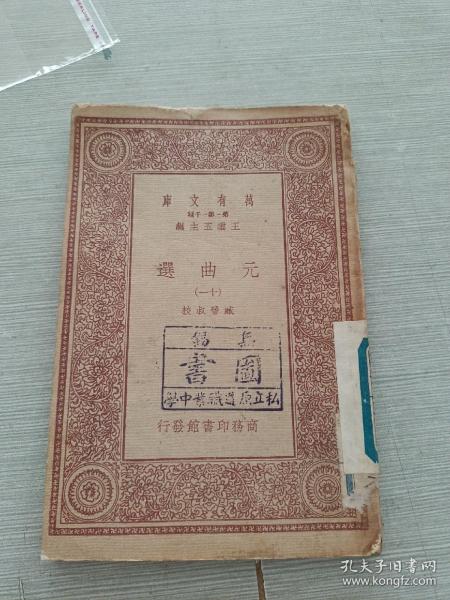 萬有文庫
第一集一千種
王雲五主編
元曲選
(十一)
臧晉叔校
無錫
圖書
私立原道職業中學
商務印書館發行
孔夫子旧书网
www.kongfz.com